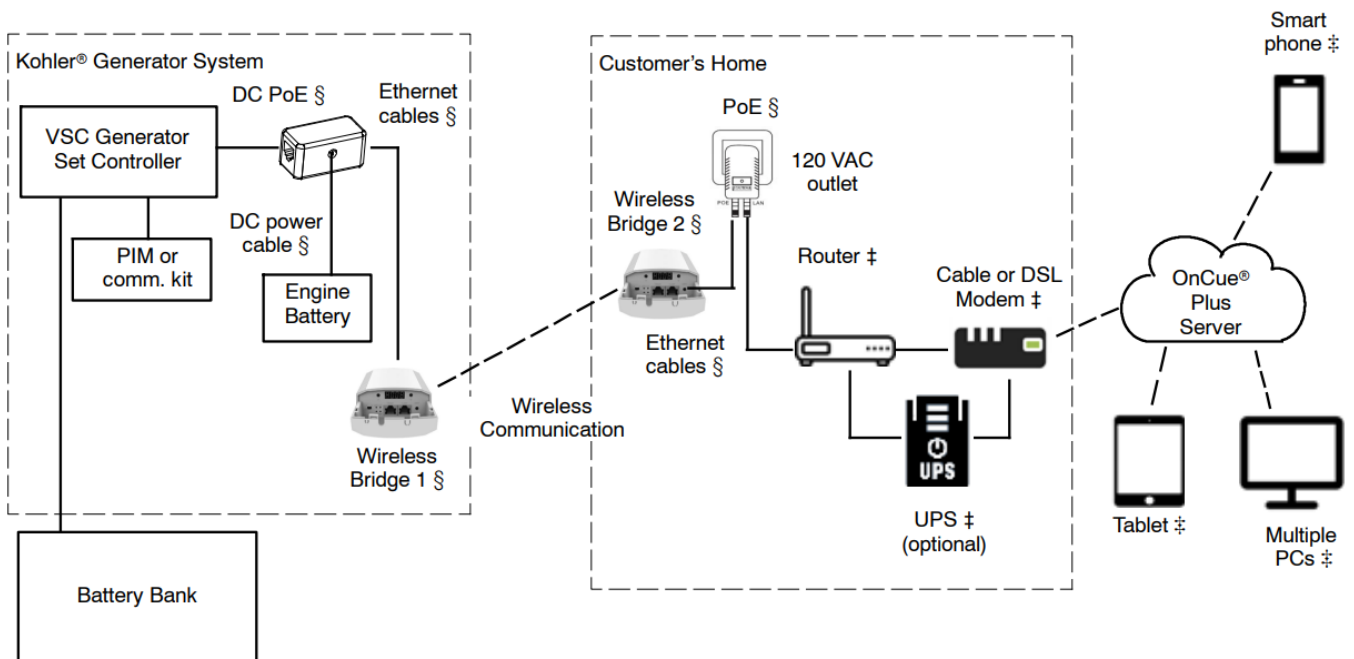 Kohler® Generator System
DC PoE §
Ethernet
cables §
VSC Generator
Set Controller
DC power
cable §
PIM or
comm. kit
Engine
Battery
Wireless
Bridge 1 §
Battery Bank
Wireless
Communication
Customer's Home
PoE §
120 VAC
outlet
POE
LAN
Wireless
Bridge 2 §
Ethernet
cables §
Router ‡
Cable or DSL
Modem ‡
UPS
UPS ‡
(optional)
Smart
phone ‡
OnCue®
Plus
Server
Tablet ‡
Multiple
PCs ‡